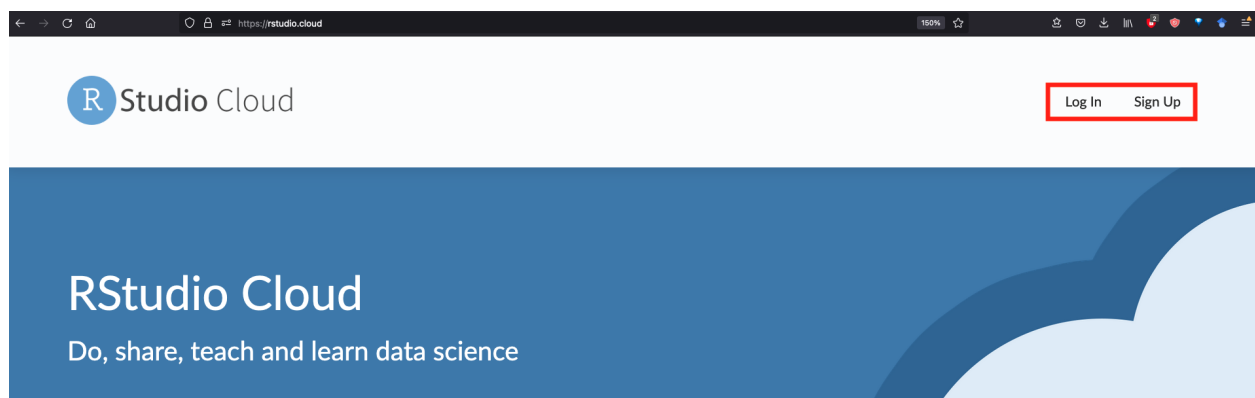 https://rstudio.cloud
150%
2
R Studio Cloud
Log In Sign Up
RStudio Cloud
Do, share, teach and learn data science